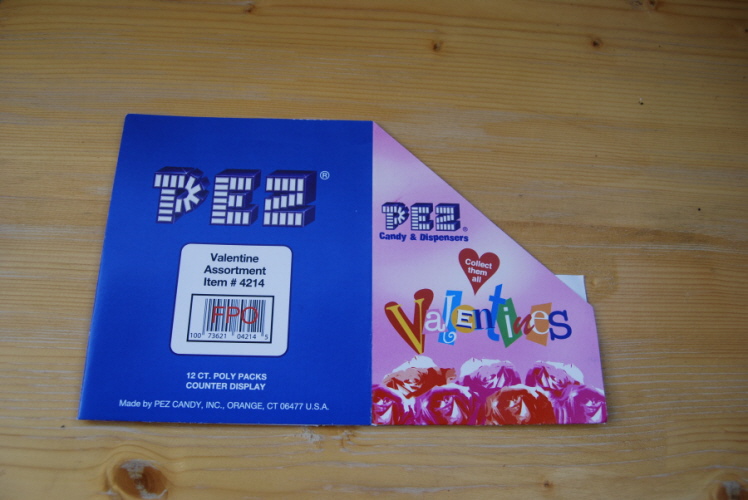 PEZ®
Valentine
Assortment
Item # 4214
FPO
100 73621 04214 5
12 CT. POLY PACKS
COUNTER DISPLAY
Made by PEZ CANDY, INC., ORANGE, CT 06477 U.S.A.
PEZ®
Candy & Dispensers
Collect
them
all
Valentines